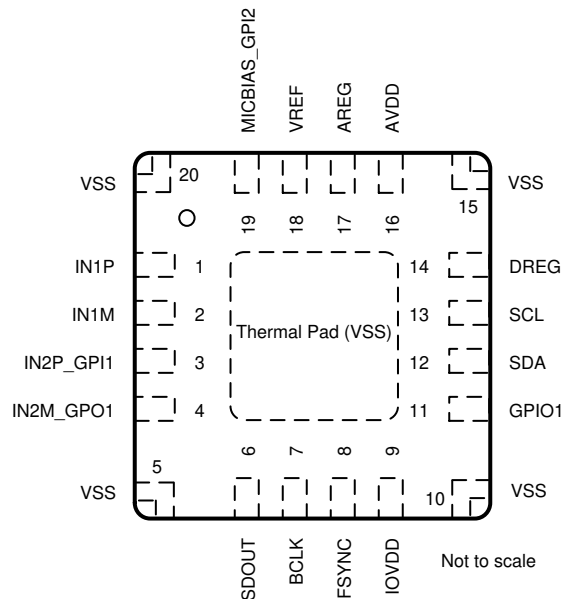 MICBIAS_GPI2
VREF
AREG
AVDD
VSS
20
19
18
17
16
15
VSS
IN1P
1
14
DREG
IN1M
2
13
SCL
Thermal Pad (VSS)
IN2P_GPI1
3
12
SDA
IN2M_GPO1
4
11
GPIO1
VSS
5
6
7
8
9
10
VSS
SDOUT
BCLK
FSYNC
IOVDD
Not to scale